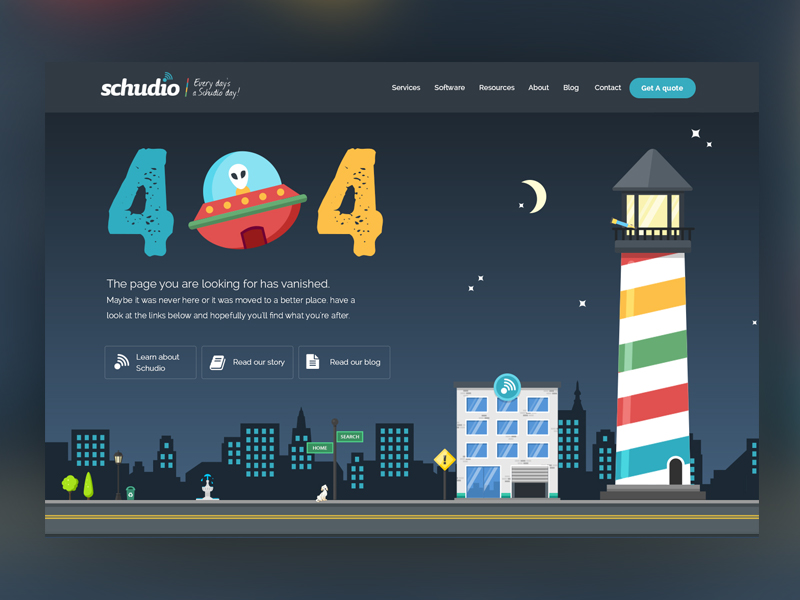 schudio
Every day's
a Schudio day!
Services Software Resources About Blog Contact Get A quote
4 4
The page you are looking for has vanished.
Maybe it was never here or it was moved to a better place. have a
look at the links below and hopefully you'll find what you're after.
Learn about
Schudio
Read our story
Read our blog
SEARCH
HOME
!